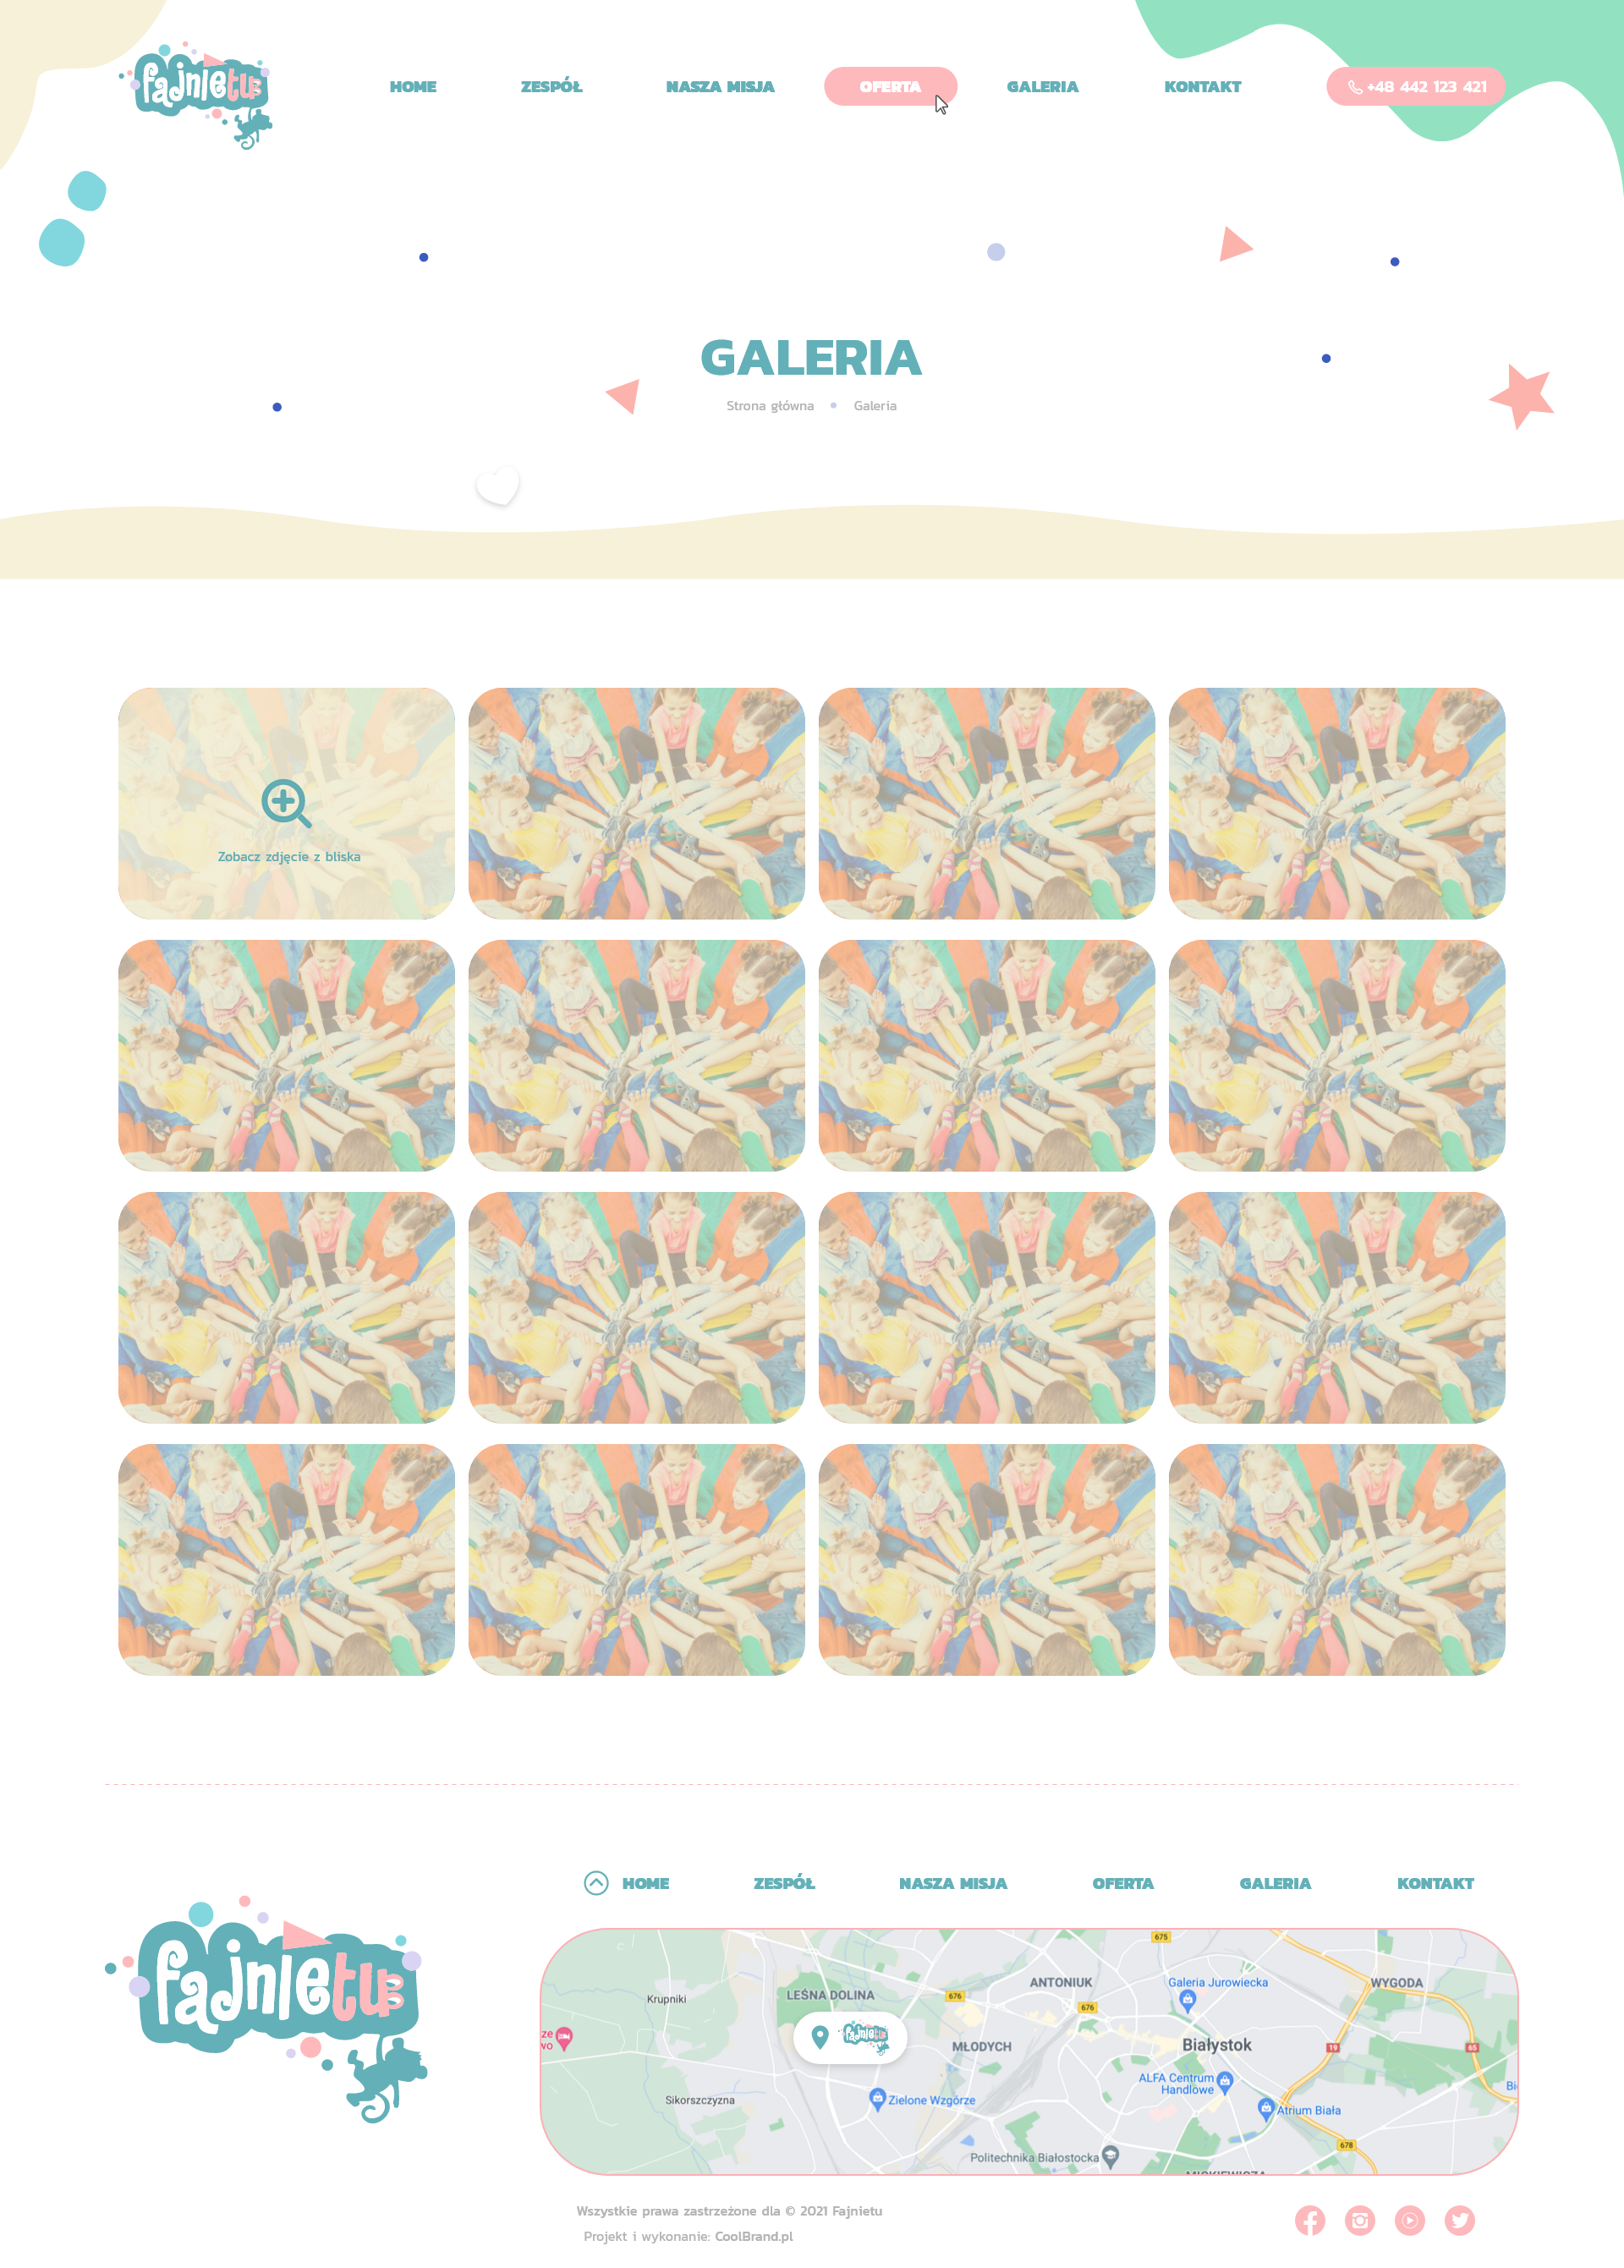 fajnietu
HOME ZESPÓŁ NASZA MISJA OFERTA GALERIA KONTAKT +48 442 123 421
GALERIA
Strona główna Galeria
Zobacz zdjęcie z bliska
HOME ZESPÓŁ NASZA MISJA OFERTA GALERIA KONTAKT
fajnietu
675
ANTONIUK
Galeria Jurowiecka
WYGODA
Krupniki
LEŚNA DOLINA
676
676
fajnietu
MŁODYCH
Białystok
19
65
ALFA Centrum
Handlowe
Sikorszczyzna
Zielone Wzgórze
Atrium Biała
678
Politechnika Białostocka
Wszystkie prawa zastrzeżone dla © 2021 Fajnietu
Projekt i wykonanie: CoolBrand.pl